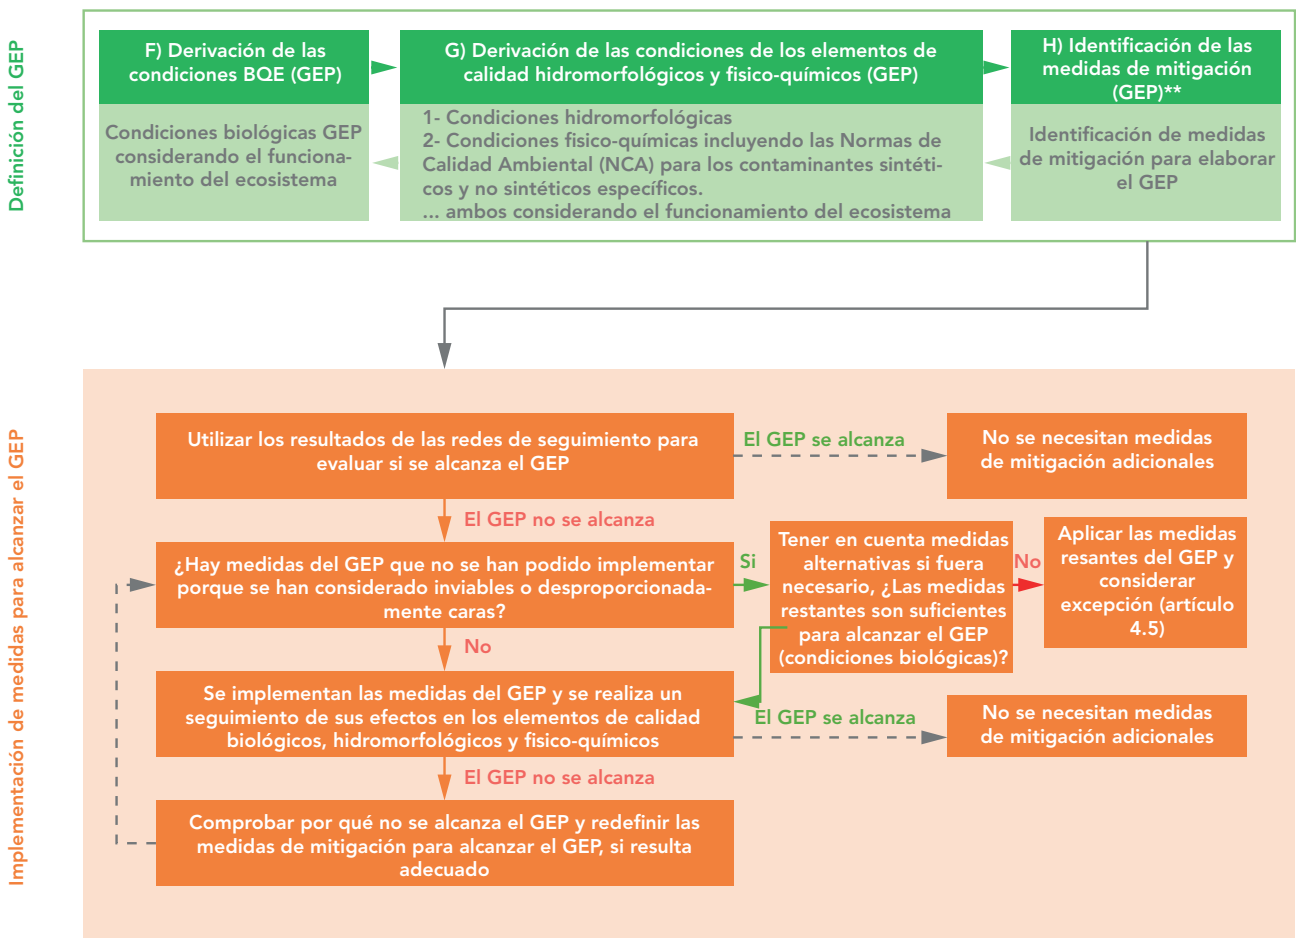 Definición del GEP
F) Derivación de las
condiciones BQE (GEP)
Condiciones biológicas GEP
considerando el funciona-
miento del ecosistema
G) Derivación de las condiciones de los elementos de
calidad hidromorfológicos y fisico-químicos (GEP)
1- Condiciones hidromorfológicas
2- Condiciones fisico-químicas incluyendo las Normas de
Calidad Ambiental (NCA) para los contaminantes sintéti-
cos y no sintéticos específicos.
... ambos considerando el funcionamiento del ecosistema
H) Identificación de las
medidas de mitigación
(GEP)**
Identificación de medidas
de mitigación para elaborar
el GEP
Implementación de medidas para alcanzar el GEP
Utilizar los resultados de las redes de seguimiento para
evaluar si se alcanza el GEP
El GEP se alcanza
No se necesitan medidas
de mitigación adicionales
El GEP no se alcanza
¿Hay medidas del GEP que no se han podido implementar
porque se han considerado inviables o desproporcionada-
mente caras?
Si
Tener en cuenta medidas
alternativas si fuera
necesario, ¿Las medidas
restantes son suficientes
para alcanzar el GEP
(condiciones biológicas)?
No
Aplicar las medidas
resantes del GEP y
considerar
excepción (artículo
4.5)
No
Se implementan las medidas del GEP y se realiza un
seguimiento de sus efectos en los elementos de calidad
biológicos, hidromorfológicos y fisico-químicos
El GEP se alcanza
No se necesitan medidas
de mitigación adicionales
El GEP no se alcanza
Comprobar por qué no se alcanza el GEP y redefinir las
medidas de mitigación para alcanzar el GEP, si resulta
adecuado